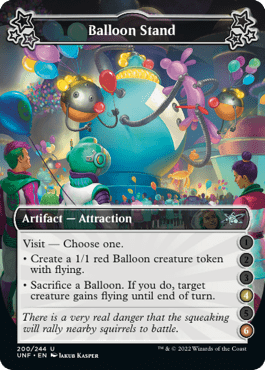 Balloon Stand
Artifact — Attraction
Visit — Choose one.
• Create a 1/1 red Balloon creature token
with flying.
• Sacrifice a Balloon. If you do, target
creature gains flying until end of turn.
There is a very real danger that the squeaking
will rally nearby squirrels to battle.
1
2
3
4
5
6
200/244 U
UNF • EN Jakub Kasper
™ & © 2022 Wizards of the Coast